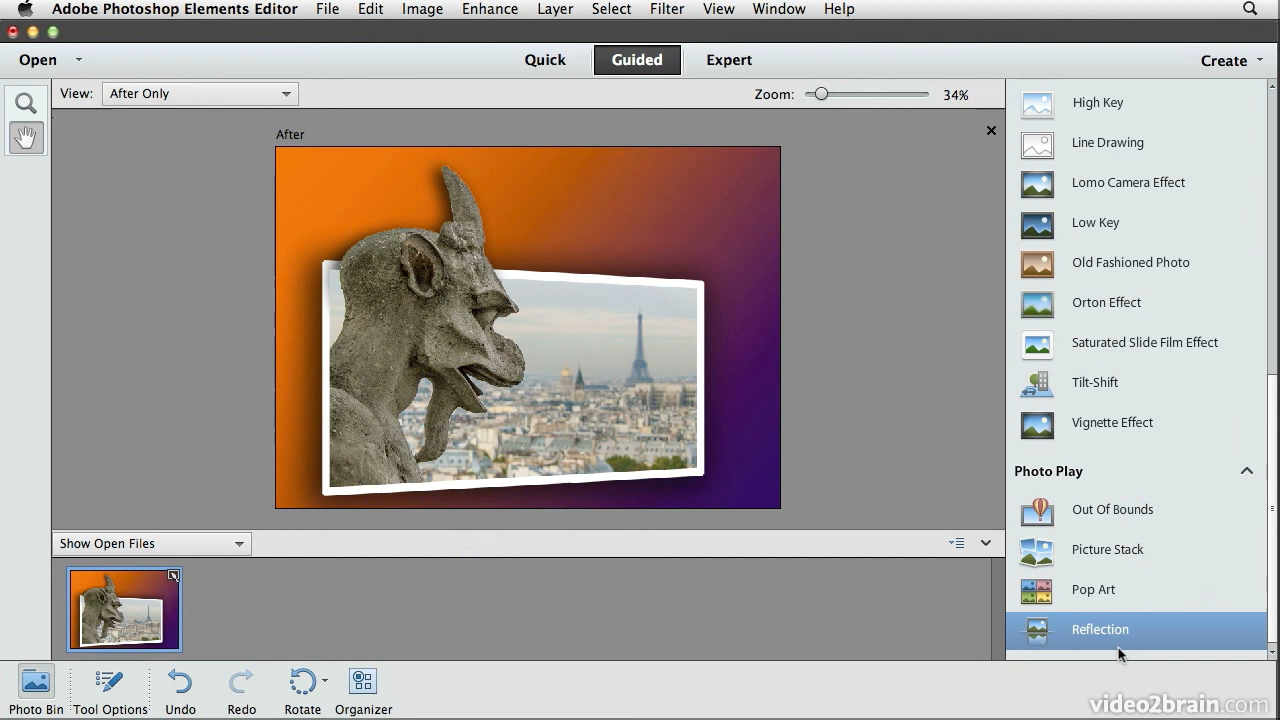 Adobe Photoshop Elements Editor File Edit Image Enhance Layer Select Filter View Window Help
Open Quick Guided Expert Create
View: After Only Zoom: 34%
After
High Key
Line Drawing
Lomo Camera Effect
Low Key
Old Fashioned Photo
Orton Effect
Saturated Slide Film Effect
Tilt-Shift
Vignette Effect
Photo Play
Out Of Bounds
Picture Stack
Pop Art
Reflection
Show Open Files
Photo Bin Tool Options Undo Redo Rotate Organizer
video2brain.com